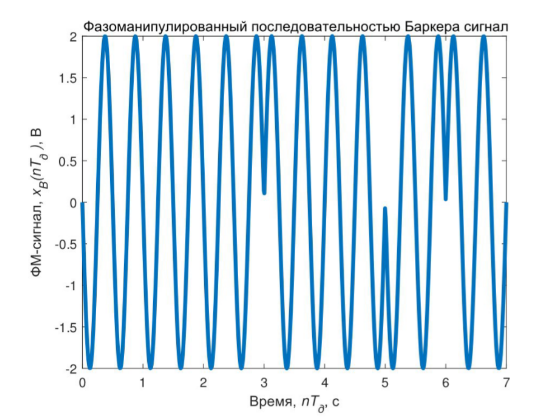 Фазоманипулированный последовательностью Баркера сигнал
2
1.5
1
0.5
0
-0.5
-1
-1.5
-2
ФМ-сигнал, x_B(nT_д), В
0 1 2 3 4 5 6 7
Время, nT_д, с